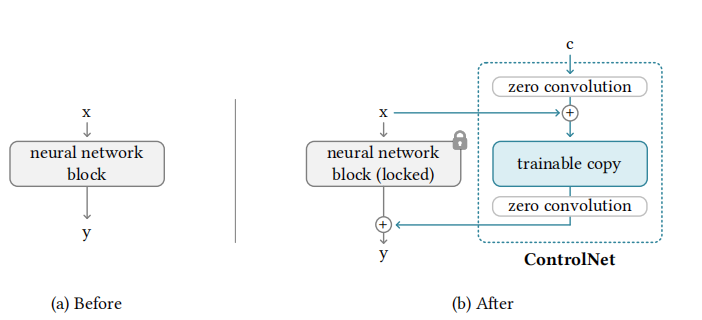 x
neural network
block
y
(a) Before
x
neural network
block (locked)
+
y
c
zero convolution
+
trainable copy
zero convolution
ControlNet
(b) After